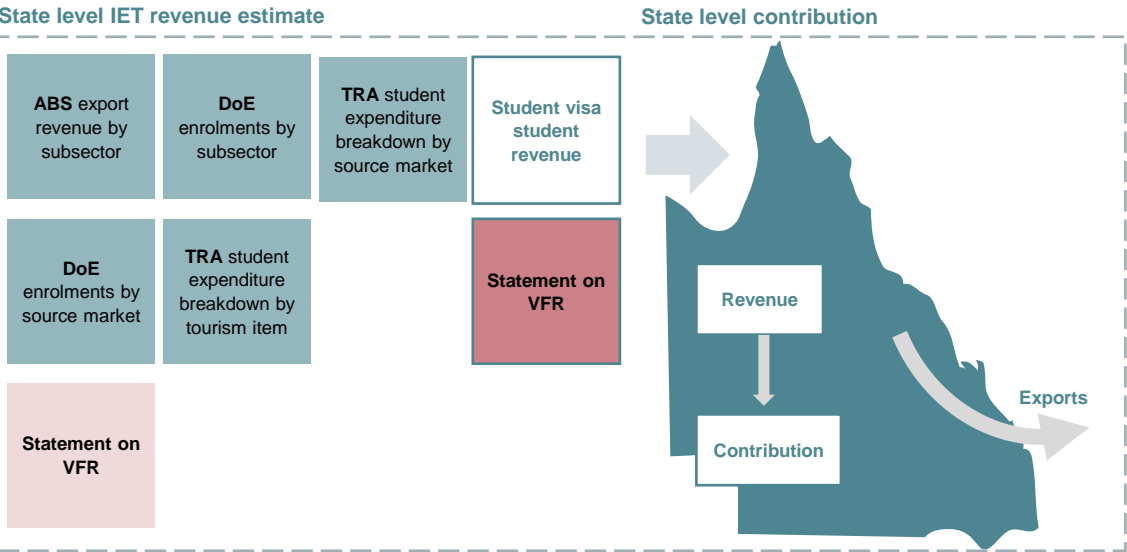 State level IET revenue estimate
State level contribution
ABS export
revenue by
subsector
DoE
enrolments by
subsector
TRA student
expenditure
breakdown by
source market
Student visa
student
revenue
DoE
enrolments by
source market
TRA student
expenditure
breakdown by
tourism item
Statement on
VFR
Statement on
VFR
Revenue
Contribution
Exports